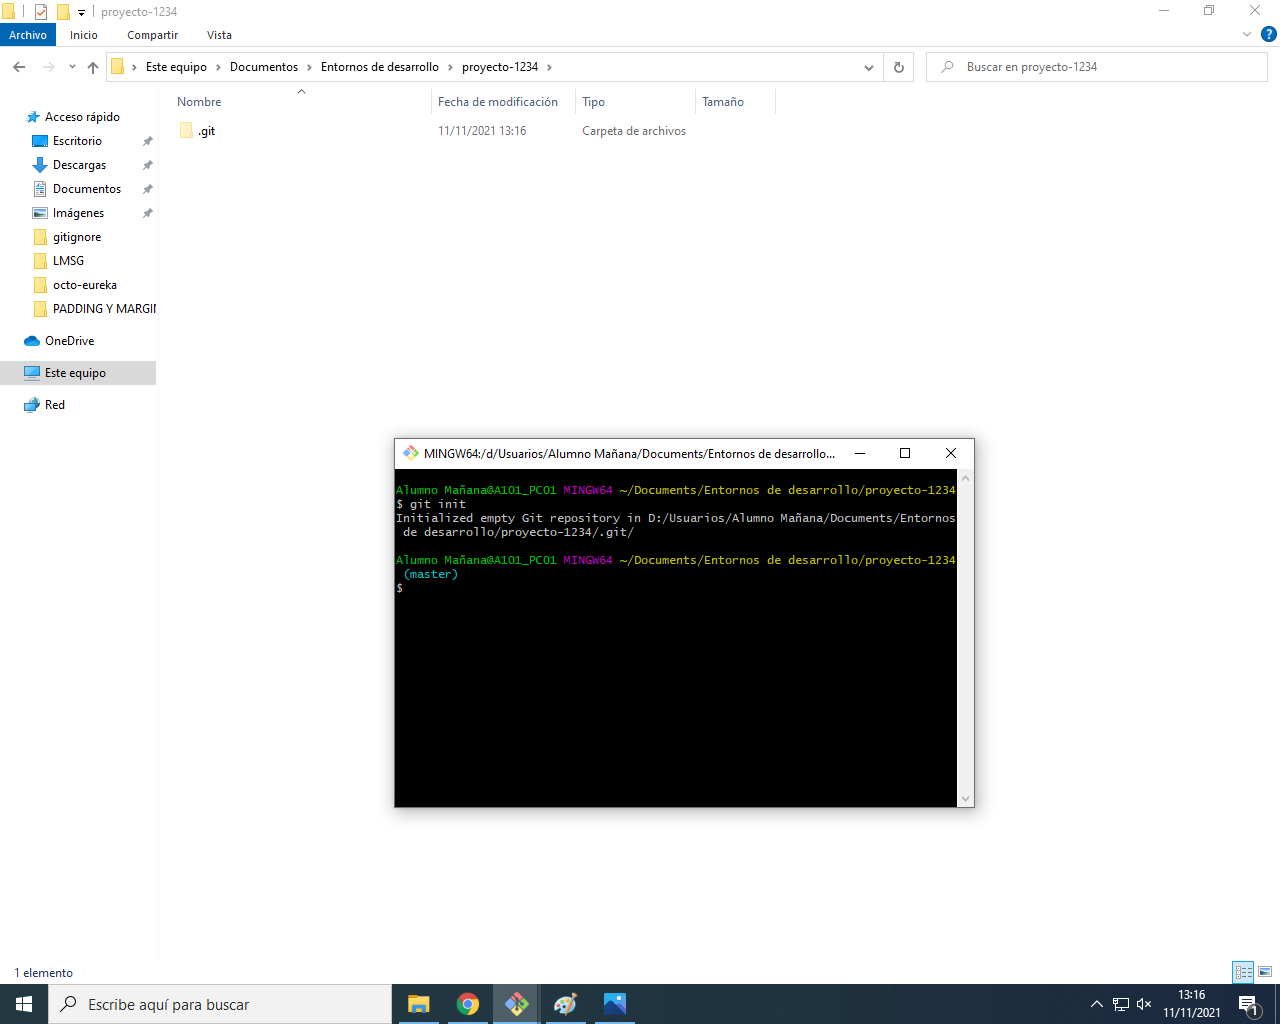 proyecto-1234
Archivo Inicio Compartir Vista
Este equipo Documentos Entornos de desarrollo proyecto-1234
Buscar en proyecto-1234
Nombre Fecha de modificación Tipo Tamaño
.git 11/11/2021 13:16 Carpeta de archivos
Acceso rápido
Escritorio
Descargas
Documentos
Imágenes
gitignore
LMSG
octo-eureka
PADDING Y MARGIN
OneDrive
Este equipo
Red
MINGW64:/d/Usuarios/Alumno Mañana/Documents/Entornos de desarrollo...
Alumno Mañana@A101_PC01 MINGW64 ~/Documents/Entornos de desarrollo/proyecto-1234
$ git init
Initialized empty Git repository in D:/Usuarios/Alumno Mañana/Documents/Entornos
de desarrollo/proyecto-1234/.git/
Alumno Mañana@A101_PC01 MINGW64 ~/Documents/Entornos de desarrollo/proyecto-1234
(master)
$
1 elemento
Escribe aquí para buscar
13:16
11/11/2021
1